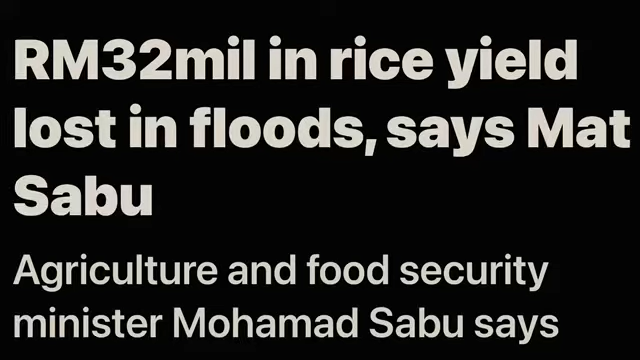 RM32mil in rice yield
lost in floods, says Mat
Sabu
Agriculture and food security
minister Mohamad Sabu says